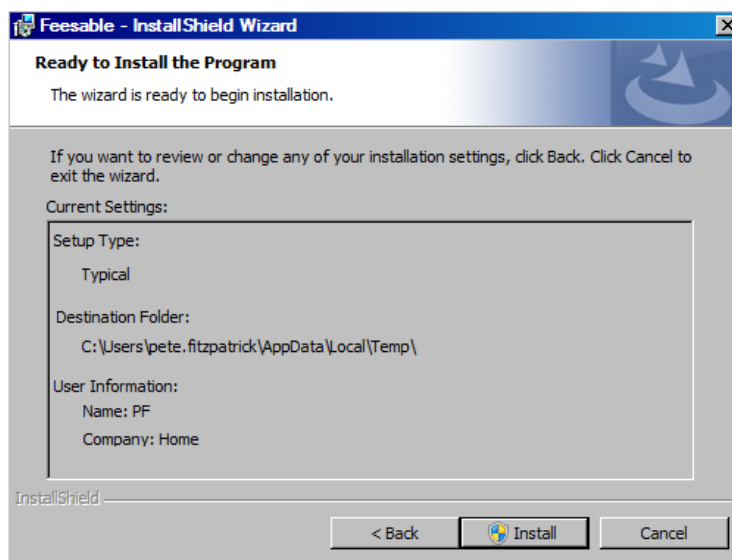 Feesable - InstallShield Wizard
Ready to Install the Program
The wizard is ready to begin installation.
If you want to review or change any of your installation settings, click Back. Click Cancel to
exit the wizard.
Current Settings:
Setup Type:
Typical
Destination Folder:
C:\Users\pete.fitzpatrick\AppData\Local\Temp\
User Information:
Name: PF
Company: Home
InstallShield
< Back
Install
Cancel